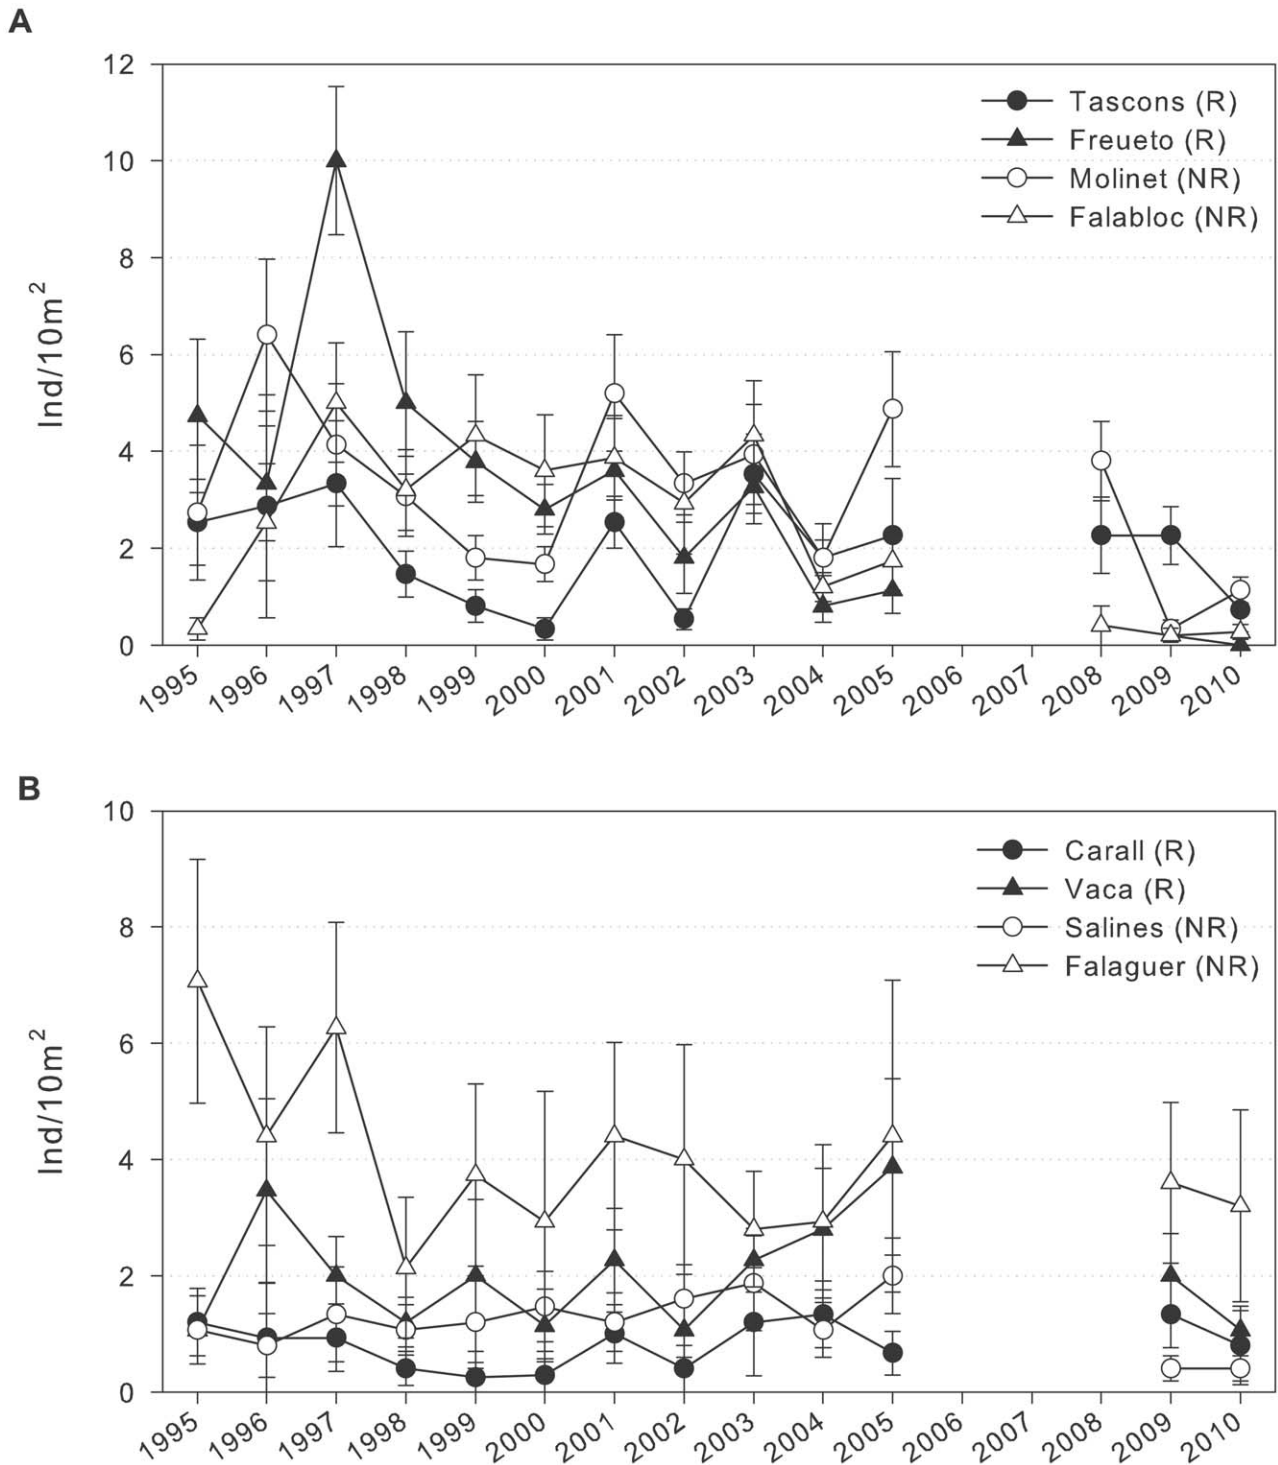 A
12
10
8
6
4
2
0
Ind/10m²
Tascons (R)
Freueto (R)
Molinet (NR)
Falabloc (NR)
1995 1996 1997 1998 1999 2000 2001 2002 2003 2004 2005 2006 2007 2008 2009 2010
B
10
8
6
4
2
0
Ind/10m²
Carall (R)
Vaca (R)
Salines (NR)
Falaguer (NR)
1995 1996 1997 1998 1999 2000 2001 2002 2003 2004 2005 2006 2007 2008 2009 2010